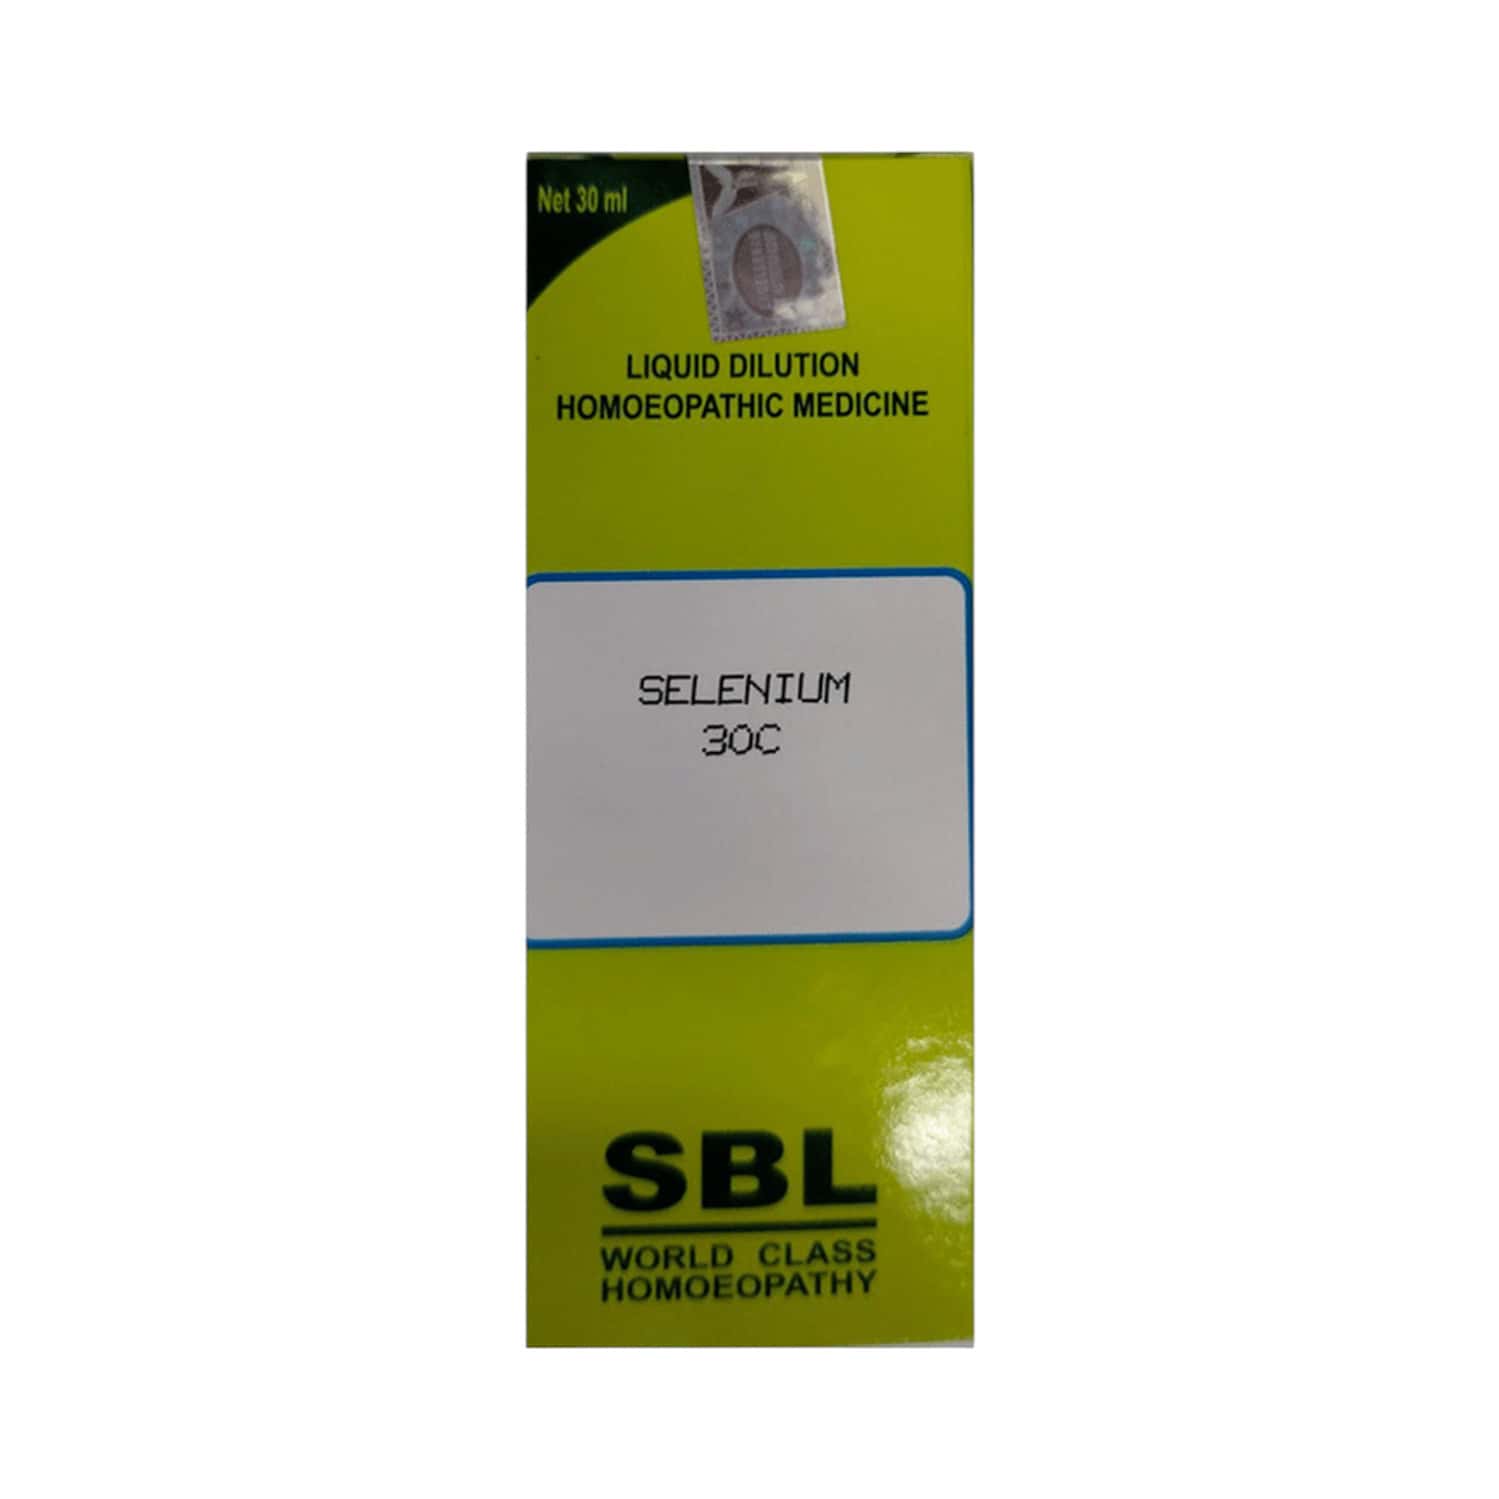 Net 30 ml
LIQUID DILUTION
HOMOEOPATHIC MEDICINE
SELENIUM
30C
SBL
WORLD CLASS
HOMOEOPATHY